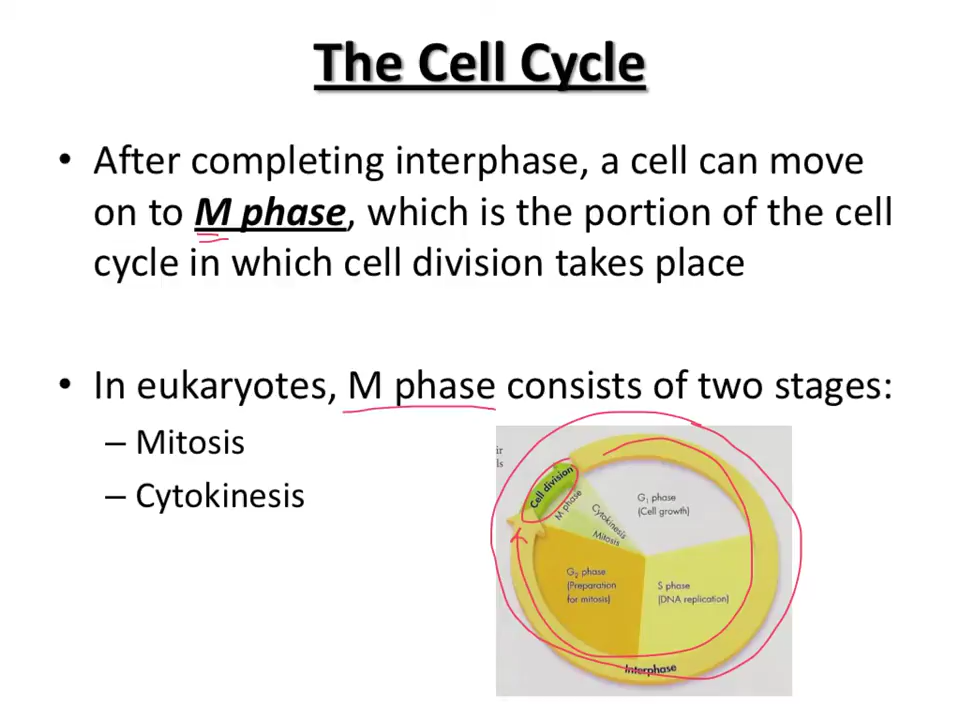 The Cell Cycle
• After completing interphase, a cell can move
on to M phase, which is the portion of the cell
cycle in which cell division takes place
• In eukaryotes, M phase consists of two stages:
– Mitosis
– Cytokinesis
ir
ls
Cell division
M phase
Cytokinesis
Mitosis
G₁ phase
(Cell growth)
G₂ phase
(Preparation
for mitosis)
S phase
(DNA replication)
Interphase